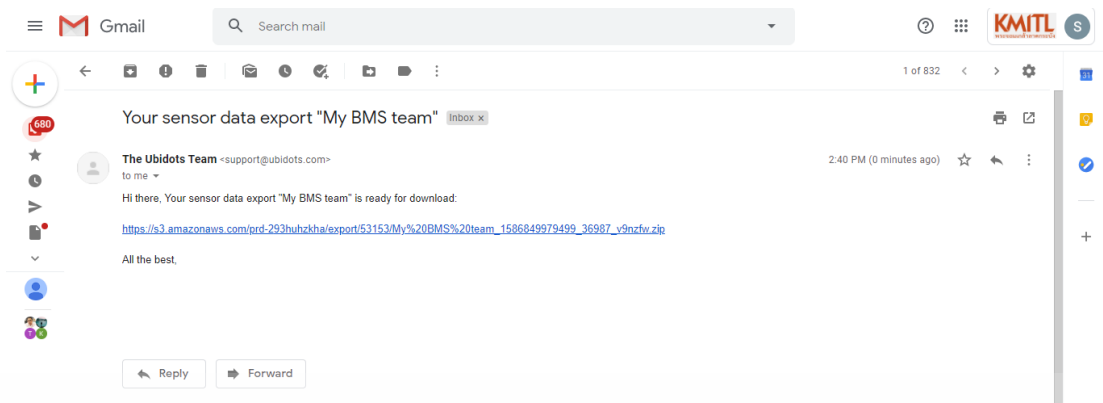 Gmail
Search mail
KMITL
S
1 of 832
31
680
Your sensor data export "My BMS team"
Inbox x
The Ubidots Team <support@ubidots.com>
2:40 PM (0 minutes ago)
to me
Hi there, Your sensor data export "My BMS team" is ready for download:
https://s3.amazonaws.com/prd-293huhzkha/export/53153/My%20BMS%20team_1586849979499_36987_v9nzfw.zip
All the best,
T
K
Reply
Forward